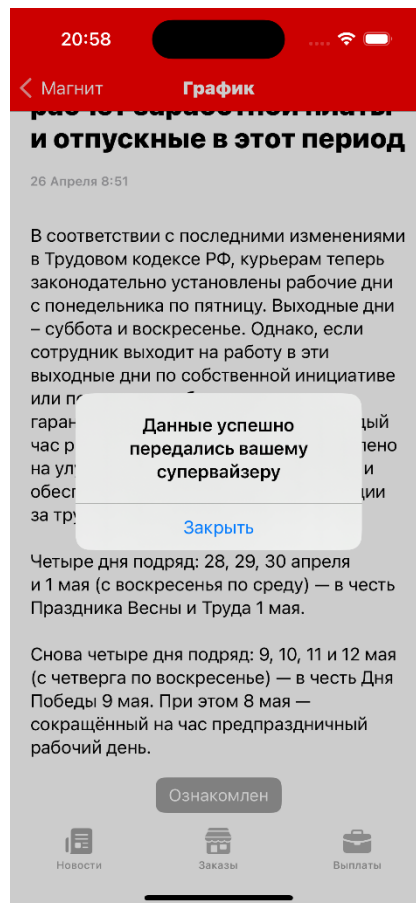 20:58
Магнит
График
расчет заработной платы
и отпускные в этот период
26 Апреля 8:51
В соответствии с последними изменениями
в Трудовом кодексе РФ, курьерам теперь
законодательно установлены рабочие дни
с понедельника по пятницу. Выходные дни
– суббота и воскресенье. Однако, если
сотрудник выходит на работу в эти
выходные дни по собственной инициативе
или
час
на
и
за
Данные успешно
передались вашему
супервайзеру
Закрыть
Четыре дня подряд: 28, 29, 30 апреля
и 1 мая (с воскресенья по среду) — в честь
Праздника Весны и Труда 1 мая.
Снова четыре дня подряд: 9, 10, 11 и 12 мая
(с четверга по воскресенье) — в честь Дня
Победы 9 мая. При этом 8 мая —
сокращённый на час предпраздничный
рабочий день.
Ознакомлен
Новости
Заказы
Выплаты